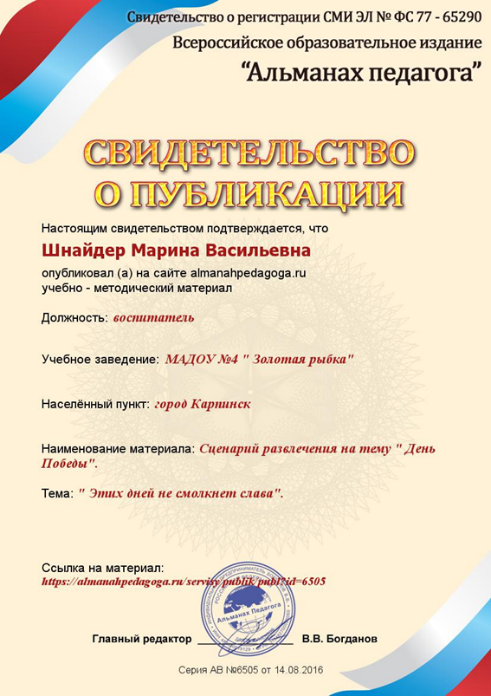 Свидетельство о регистрации СМИ ЭЛ № ФС 77 - 65290
Всероссийское образовательное издание
“Альманах педагога”
СВИДЕТЕЛЬСТВО
О ПУБЛИКАЦИИ
Настоящим свидетельством подтверждается, что
Шнайдер Марина Васильевна
опубликовал (а) на сайте almanahpedagoga.ru
учебно - методический материал
Должность: воспитатель
Учебное заведение: МАДОУ №4 " Золотая рыбка"
Населённый пункт: город Карпинск
Наименование материала: Сценарий развлечения на тему " День
Победы".
Тема: " Этих дней не смолкнет слава".
Ссылка на материал:
https://almanahpedagoga.ru/servisy/publik/publ?id=6505
Альманах Педагога
Главный редактор В.В. Богданов
Серия АВ №6505 от 14.08.2016